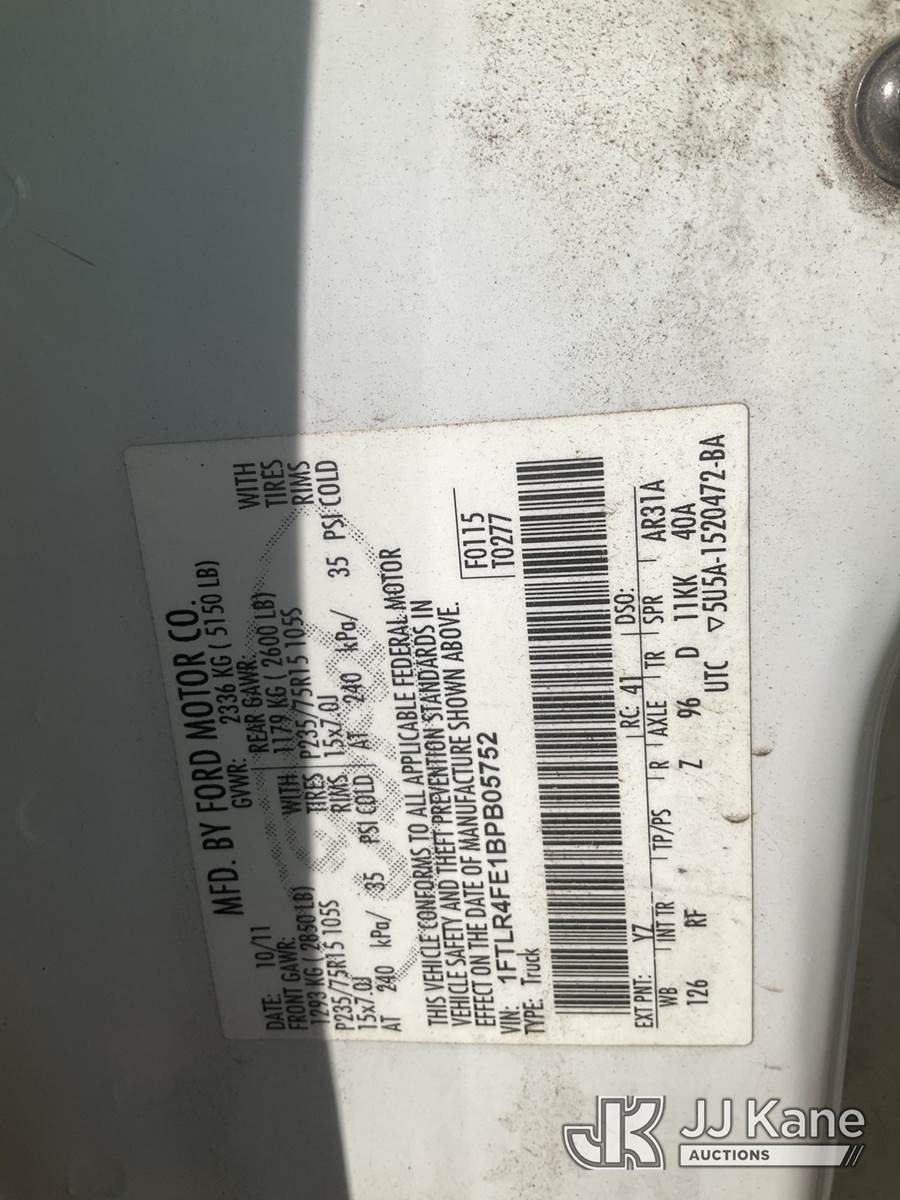 MFD. BY FORD MOTOR CO.
DATE: 10/11 GVWR: 2336 KG ( 5150 LB)
FRONT GAWR: REAR GAWR: WITH
1293 KG ( 2850 LB) WITH 1179 KG ( 2600 LB) TIRES
P235/75R15 105S TIRES P235/75R15 105S RIMS
15x7.0J RIMS 15x7.0J
AT 240 kPa/ 35 PSI COLD AT 240 kPa/ 35 PSI COLD
THIS VEHICLE CONFORMS TO ALL APPLICABLE FEDERAL MOTOR
VEHICLE SAFETY AND THEFT PREVENTION STANDARDS IN
EFFECT ON THE DATE OF MANUFACTURE SHOWN ABOVE.
VIN: 1FTLR4FE1BPB05752 F0115
TYPE: Truck T0277
EXT PNT: YZ RC: 41 DSO:
WB INT TR TP/PS R AXLE TR SPR AR31A
126 RF Z 96 D 11KK 40A
UTC ▽5U5A-1520472-BA
JK JJ Kane
AUCTIONS